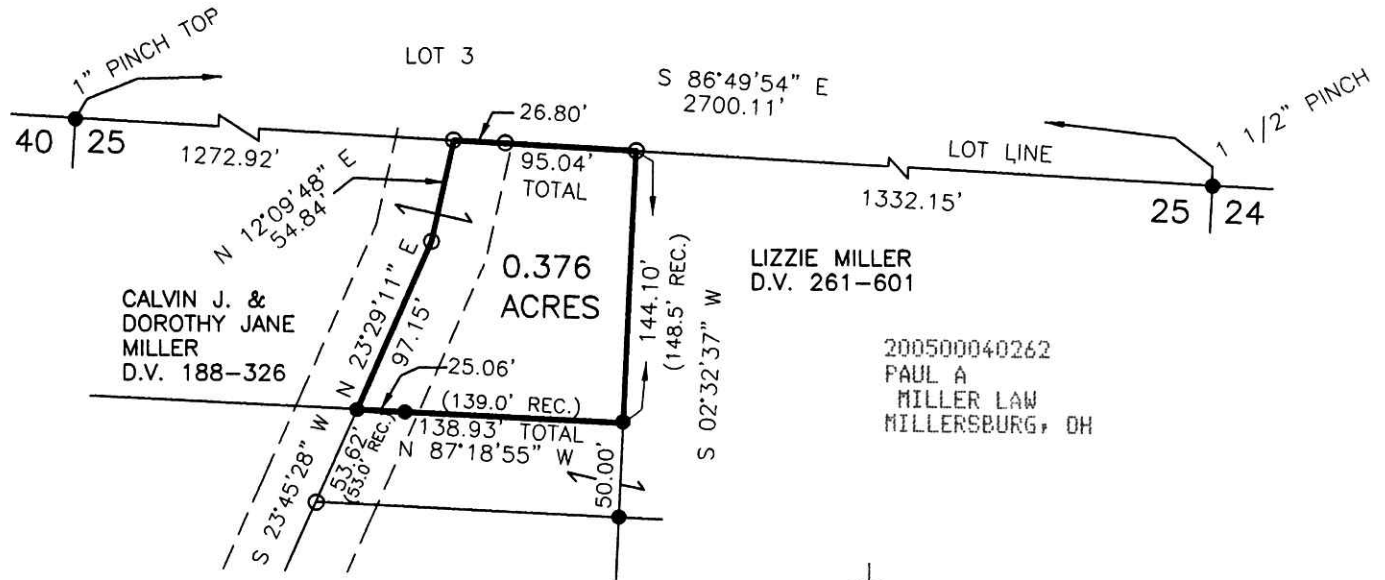 1" PINCH TOP
LOT 3
S 86°49'54" E
2700.11'
1 1/2" PINCH
26.80'
40 25
1272.92'
95.04'
TOTAL
LOT LINE
1332.15'
25 24
N 12°09'48" E
54.84'
0.376
ACRES
LIZZIE MILLER
D.V. 261-601
CALVIN J. &
DOROTHY JANE
MILLER
D.V. 188-326
N 23°29'11" E
97.15'
144.10'
(148.5' REC.)
S 02°32'37" W
25.06'
(139.0' REC.)
138.93' TOTAL
N 87°18'55" W
S 23°45'28" W
53.62'
(53.0' REC.)
50.00'
200500040262
PAUL A
MILLER LAW
MILLERSBURG, OH